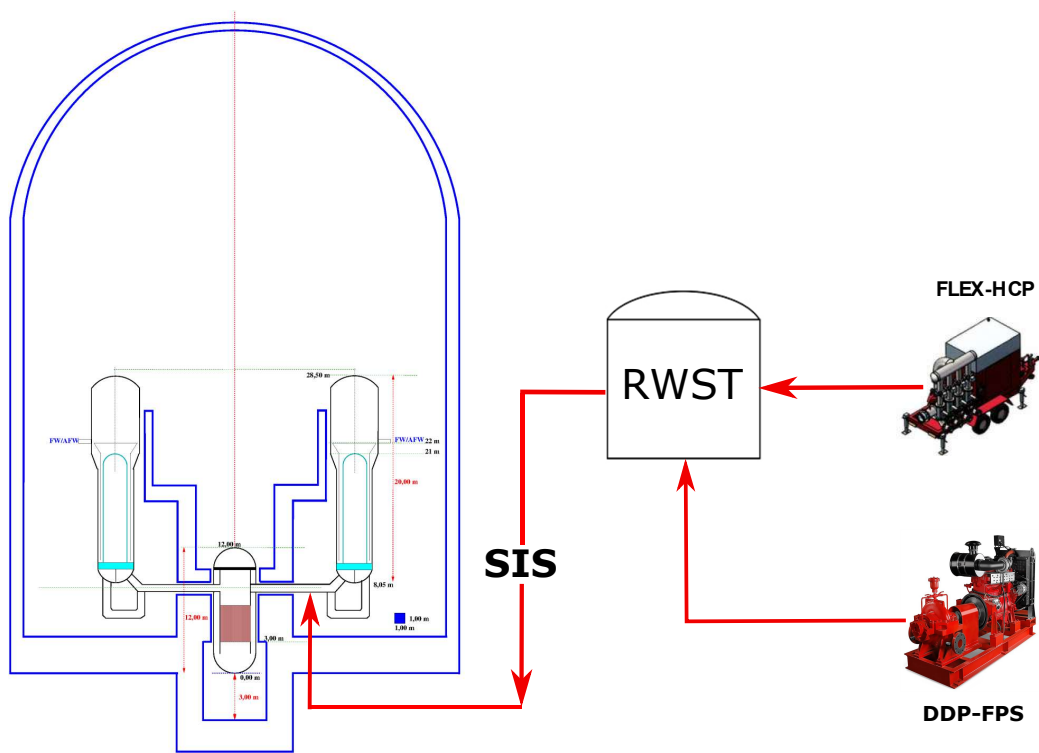 FLEX-HCP
RWST
28,50 m
FW/AFW
FW/AFW 22 m
21 m
20,00 m
12,00 m
SIS
8,05 m
12,00 m
1,00 m
1,00 m
3,00 m
0,00 m
3,00 m
DDP-FPS